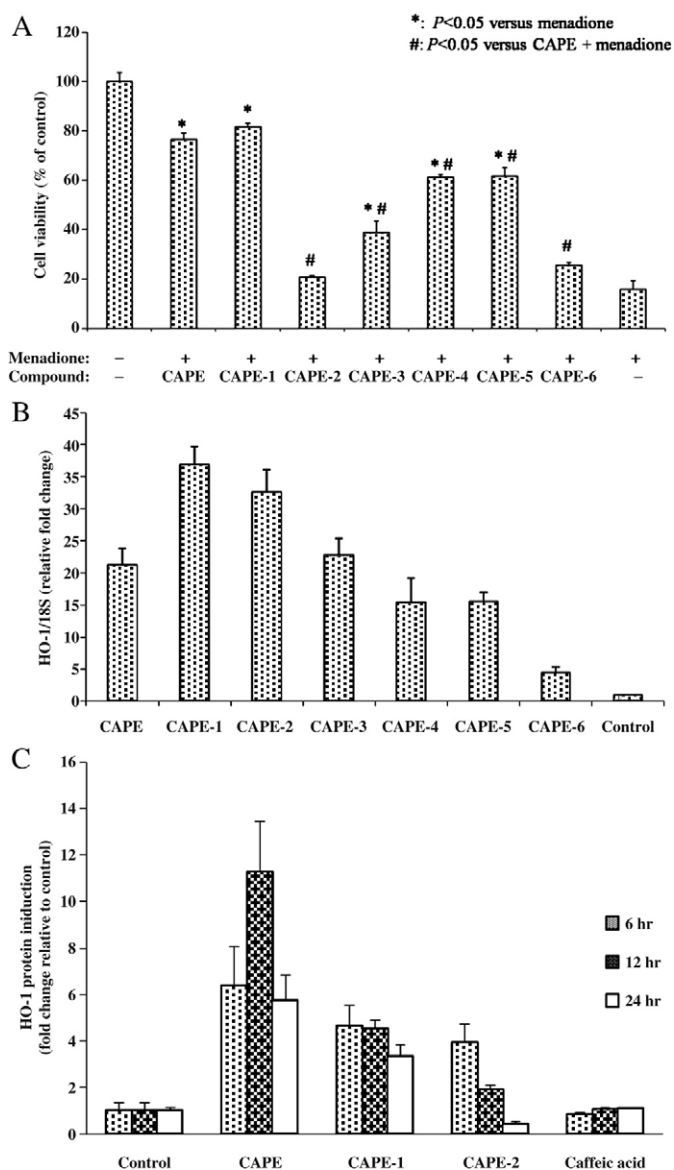 A
*: P<0.05 versus menadione
#: P<0.05 versus CAPE + menadione
Cell viability (% of control)
120
100
80
60
40
20
0
Menadione: – + + + + + + + +
Compound: – CAPE CAPE-1 CAPE-2 CAPE-3 CAPE-4 CAPE-5 CAPE-6 –
* * # * # * # * # #
B
HO-1/18S (relative fold change)
45
40
35
30
25
20
15
10
5
0
CAPE CAPE-1 CAPE-2 CAPE-3 CAPE-4 CAPE-5 CAPE-6 Control
C
HO-1 protein iniduction
(fold change relative to control)
16
14
12
10
8
6
4
2
0
6 hr
12 hr
24 hr
Control CAPE CAPE-1 CAPE-2 Caffeic acid